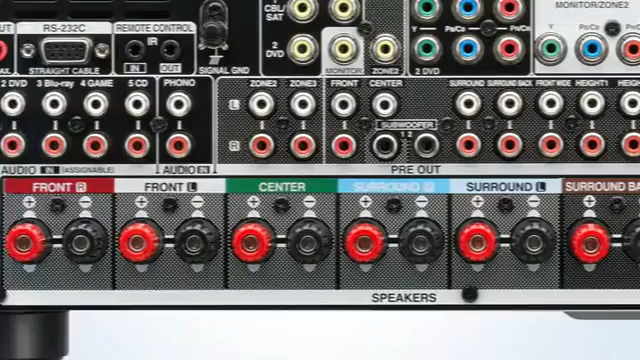 CBL/
SAT
MONITOR/ZONE2
RS-232C
REMOTE CONTROL
IR
Y
PB/CB
PR/CR
Y
PB/CB
2
DVD
STRAIGHT CABLE
IN
OUT
SIGNAL GND
MONITOR
ZONE2
2 DVD
2 DVD
3 Blu-ray
4 GAME
5 CD
PHONO
ZONE2
ZONE3
FRONT
CENTER
SURROUND
SURROUND BACK
FRONT WIDE
HEIGHT1
L
SUBWOOFER
1 2
R
AUDIO IN (ASSIGNABLE)
AUDIO IN
PRE OUT
FRONT R
FRONT L
CENTER
SURROUND R
SURROUND L
SURROUND BA
+ − + − + − + − + − +
SPEAKERS